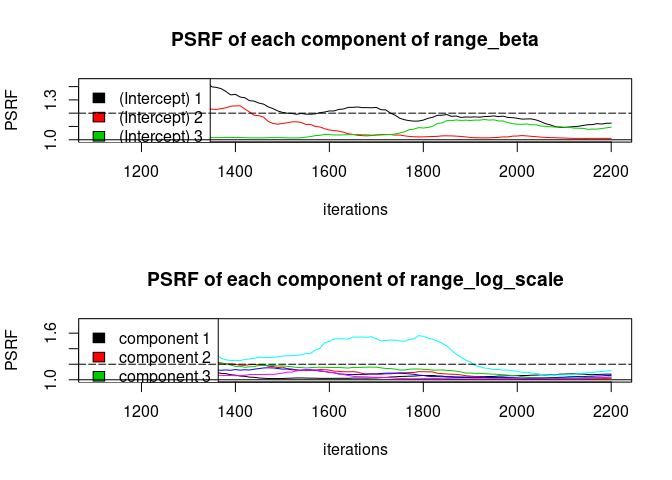 PSRF of each component of range_beta
PSRF
1.0 1.3
(Intercept) 1
(Intercept) 2
(Intercept) 3
1200 1400 1600 1800 2000 2200
iterations
PSRF of each component of range_log_scale
PSRF
1.0 1.6
component 1
component 2
component 3
1200 1400 1600 1800 2000 2200
iterations